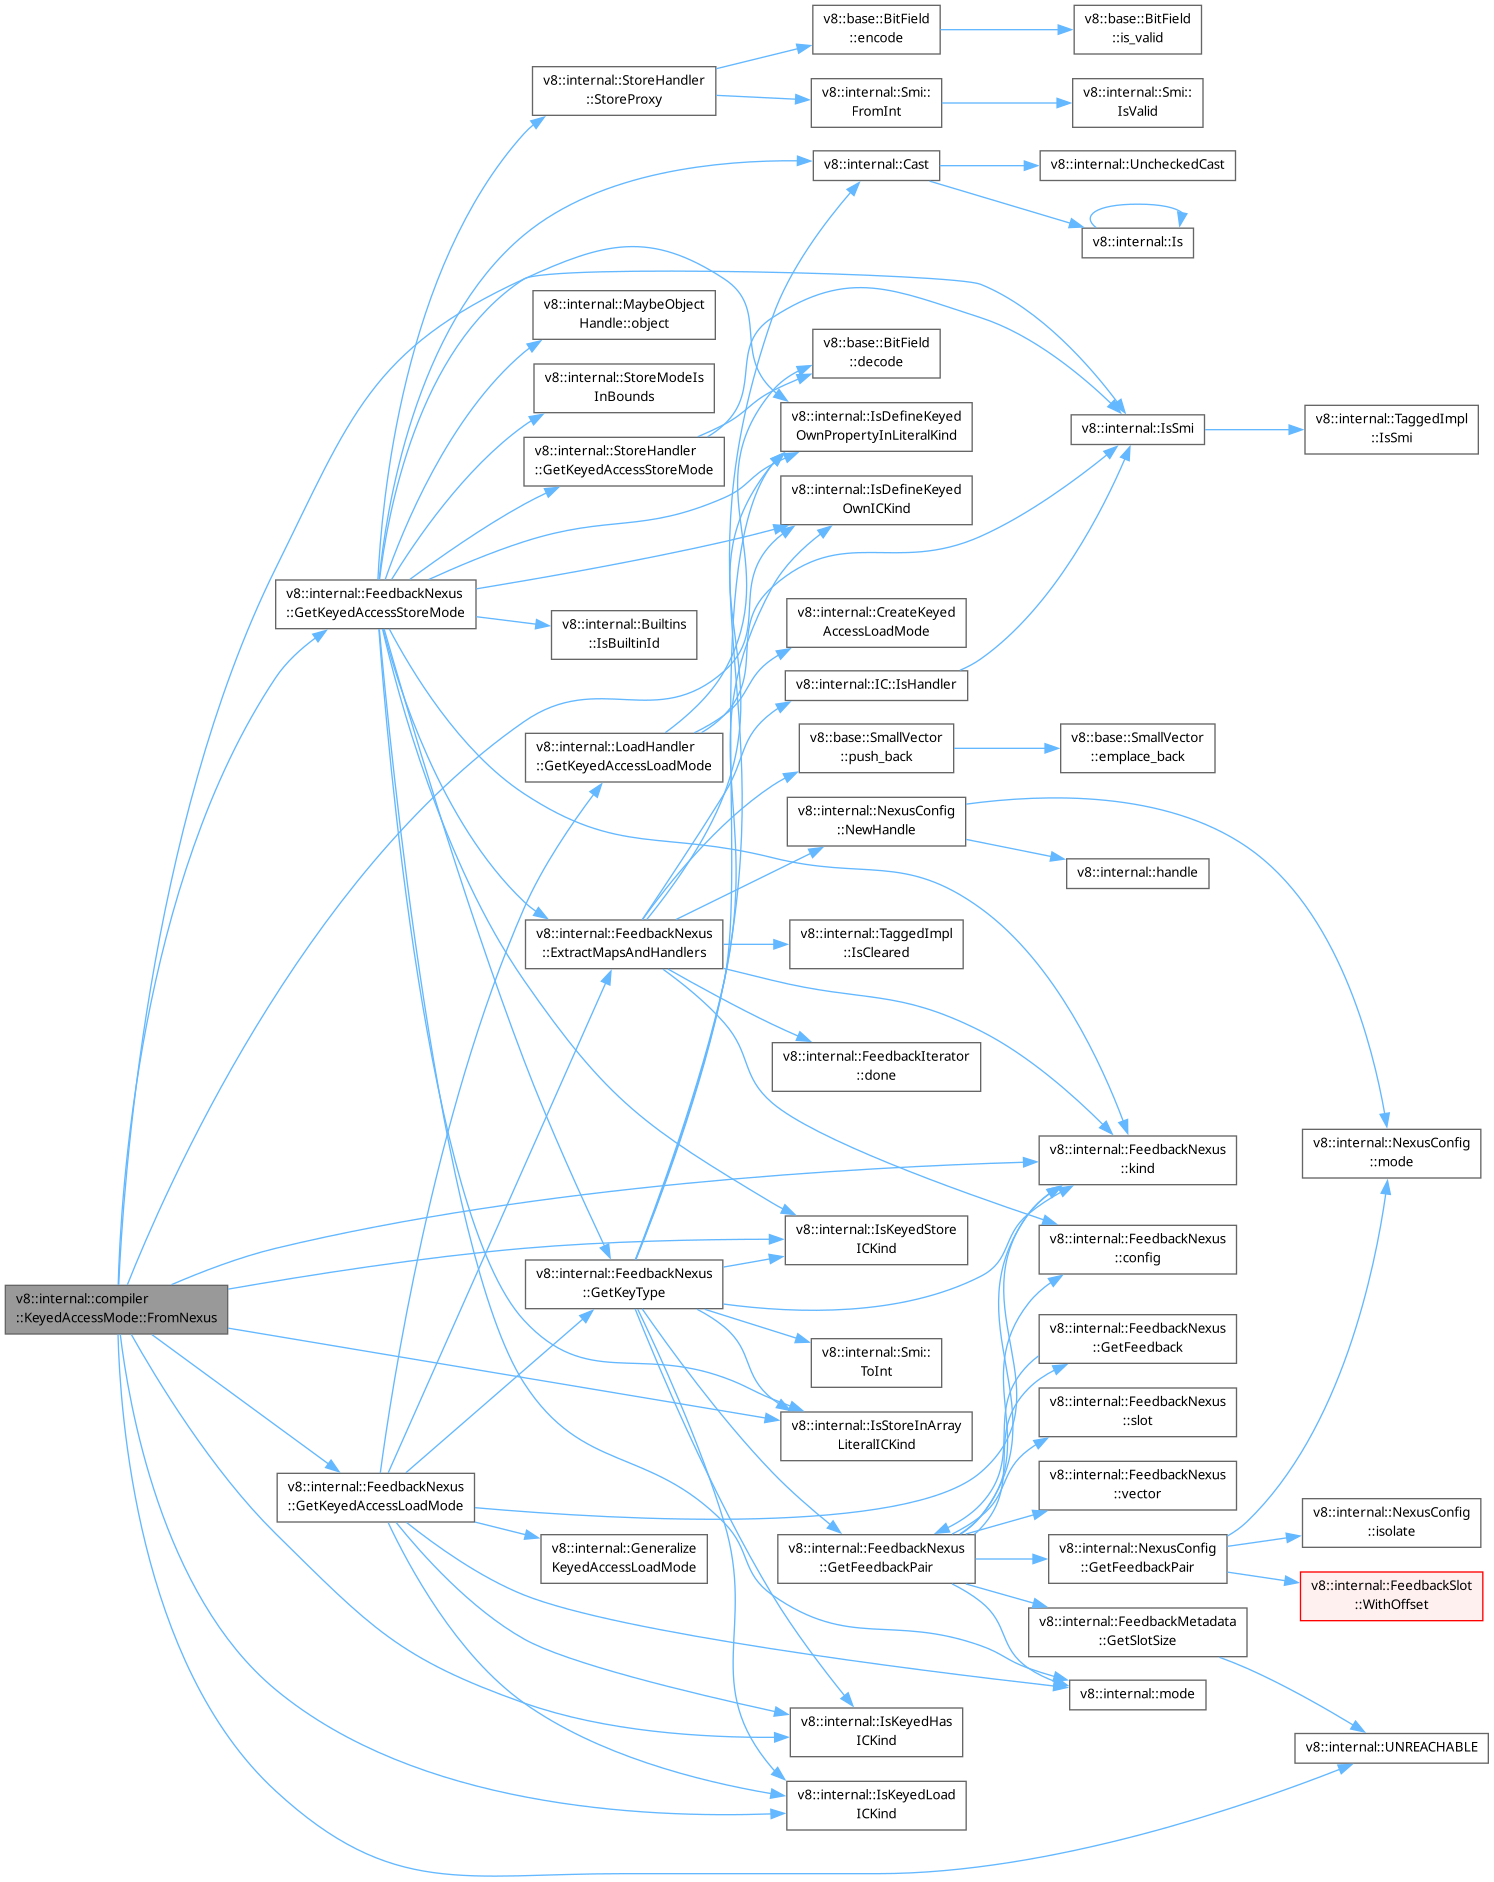 v8::internal::compiler
::KeyedAccessMode::FromNexus
v8::internal::FeedbackNexus
::GetKeyedAccessStoreMode
v8::internal::FeedbackNexus
::GetKeyedAccessLoadMode
v8::internal::StoreHandler
::StoreProxy
v8::internal::MaybeObject
Handle::object
v8::internal::StoreModeIs
InBounds
v8::internal::StoreHandler
::GetKeyedAccessStoreMode
v8::internal::Builtins
::IsBuiltinId
v8::internal::LoadHandler
::GetKeyedAccessLoadMode
v8::internal::FeedbackNexus
::ExtractMapsAndHandlers
v8::internal::FeedbackNexus
::GetKeyType
v8::internal::Generalize
KeyedAccessLoadMode
v8::base::BitField
::encode
v8::internal::Smi::
FromInt
v8::internal::Cast
v8::base::BitField
::decode
v8::internal::IsDefineKeyed
OwnPropertyInLiteralKind
v8::internal::IsDefineKeyed
OwnICKind
v8::internal::CreateKeyed
AccessLoadMode
v8::internal::IC::IsHandler
v8::base::SmallVector
::push_back
v8::internal::NexusConfig
::NewHandle
v8::internal::TaggedImpl
::IsCleared
v8::internal::FeedbackIterator
::done
v8::internal::IsKeyedStore
ICKind
v8::internal::Smi::
ToInt
v8::internal::IsStoreInArray
LiteralICKind
v8::internal::FeedbackNexus
::GetFeedbackPair
v8::internal::IsKeyedHas
ICKind
v8::internal::IsKeyedLoad
ICKind
v8::base::BitField
::is_valid
v8::internal::Smi::
IsValid
v8::internal::UncheckedCast
v8::internal::Is
v8::internal::IsSmi
v8::base::SmallVector
::emplace_back
v8::internal::handle
v8::internal::FeedbackNexus
::kind
v8::internal::FeedbackNexus
::config
v8::internal::FeedbackNexus
::GetFeedback
v8::internal::FeedbackNexus
::slot
v8::internal::FeedbackNexus
::vector
v8::internal::NexusConfig
::GetFeedbackPair
v8::internal::FeedbackMetadata
::GetSlotSize
v8::internal::mode
v8::internal::TaggedImpl
::IsSmi
v8::internal::NexusConfig
::mode
v8::internal::NexusConfig
::isolate
v8::internal::FeedbackSlot
::WithOffset
v8::internal::UNREACHABLE